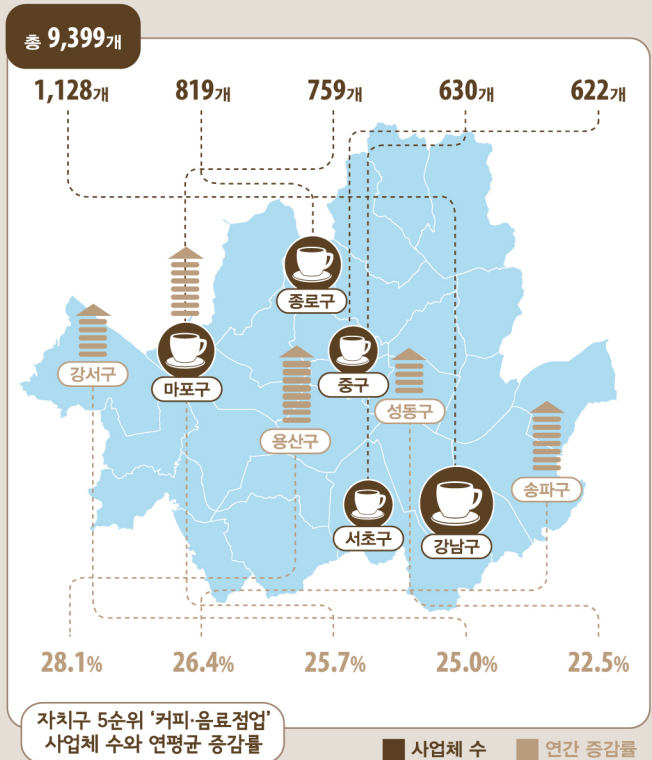 총 9,399개
1,128개 819개 759개 630개 622개
종로구
강서구
마포구
중구
성동구
용산구
송파구
서초구
강남구
28.1% 26.4% 25.7% 25.0% 22.5%
자치구 5순위 ‘커피·음료점업’
사업체 수와 연평균 증감률
사업체 수 연간 증감률